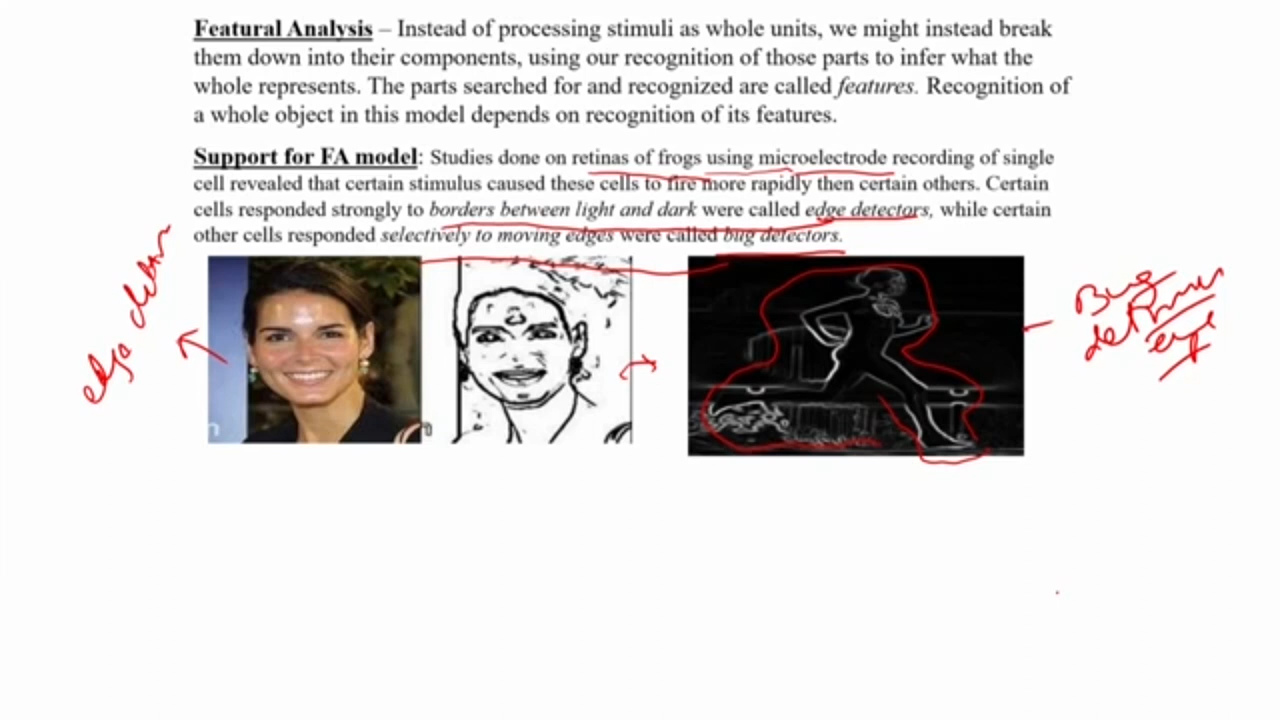 Featural Analysis – Instead of processing stimuli as whole units, we might instead break
them down into their components, using our recognition of those parts to infer what the
whole represents. The parts searched for and recognized are called features. Recognition of
a whole object in this model depends on recognition of its features.
Support for FA model: Studies done on retinas of frogs using microelectrode recording of single
cell revealed that certain stimulus caused these cells to fire more rapidly then certain others. Certain
cells responded strongly to borders between light and dark were called edge detectors, while certain
other cells responded selectively to moving edges were called bug detectors.
Bug